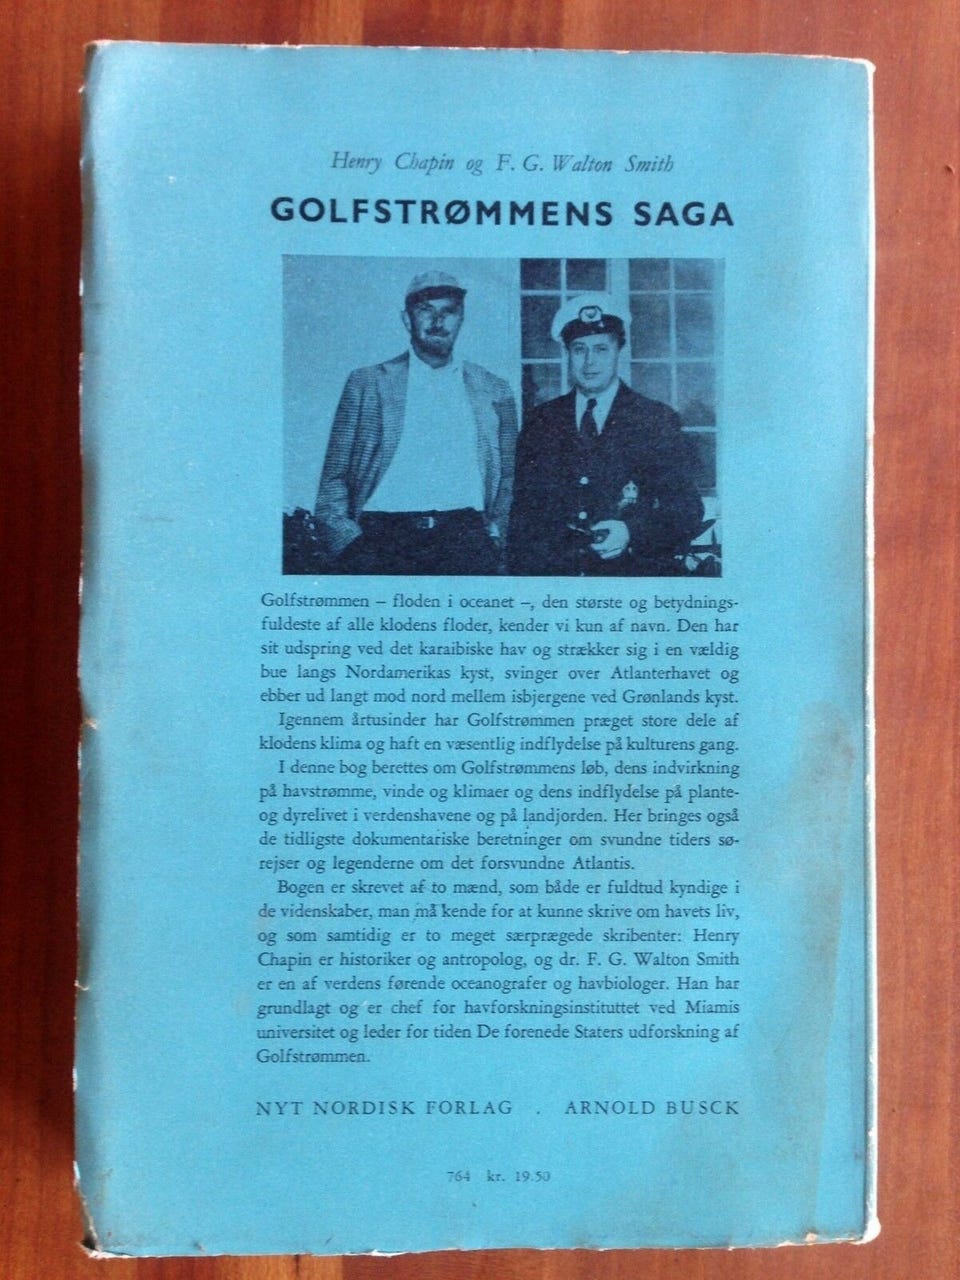 Henry Chapin og F. G. Walton Smith
GOLFSTRØMMENS SAGA
Golfstrømmen – floden i oceanet –, den største og betydnings-
fuldeste af alle klodens floder, kender vi kun af navn. Den har
sit udspring ved det karaibiske hav og strækker sig i en vældig
bue langs Nordamerikas kyst, svinger over Atlanterhavet og
ebber ud langt mod nord mellem isbjergene ved Grønlands kyst.
Igennem årtusinder har Golfstrømmen præget store dele af
klodens klima og haft en væsentlig indflydelse på kulturens gang.
I denne bog berettes om Golfstrømmens løb, dens indvirkning
på havstrømme, vinde og klimaer og dens indflydelse på plante-
og dyrelivet i verdenshavene og på landjorden. Her bringes også
de tidligste dokumentariske beretninger om svundne tiders sø-
rejser og legenderne om det forsvundne Atlantis.
Bogen er skrevet af to mænd, som både er fuldtud kyndige i
de videnskaber, man må kende for at kunne skrive om havets liv,
og som samtidig er to meget særprægede skribenter: Henry
Chapin er historiker og antropolog, og dr. F. G. Walton Smith
er en af verdens førende oceanografer og havbiologer. Han har
grundlagt og er chef for havforskningsinstituttet ved Miamis
universitet og leder for tiden De forenede Staters udforskning af
Golfstrømmen.
NYT NORDISK FORLAG . ARNOLD BUSCK
764 kr. 19.50